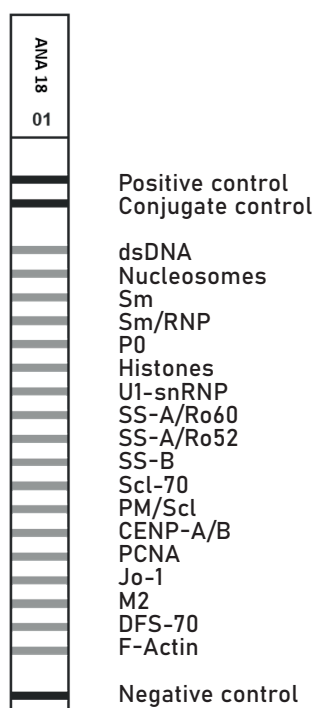 ANA 18
01
Positive control
Conjugate control
dsDNA
Nucleosomes
Sm
Sm/RNP
P0
Histones
U1-snRNP
SS-A/Ro60
SS-A/Ro52
SS-B
Scl-70
PM/Scl
CENP-A/B
PCNA
Jo-1
M2
DFS-70
F-Actin
Negative control